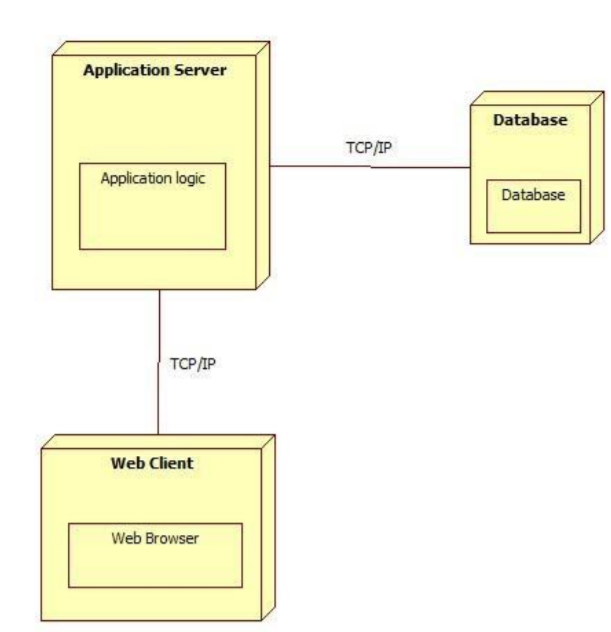 Application Server
Application logic
TCP/IP
Database
Database
TCP/IP
Web Client
Web Browser